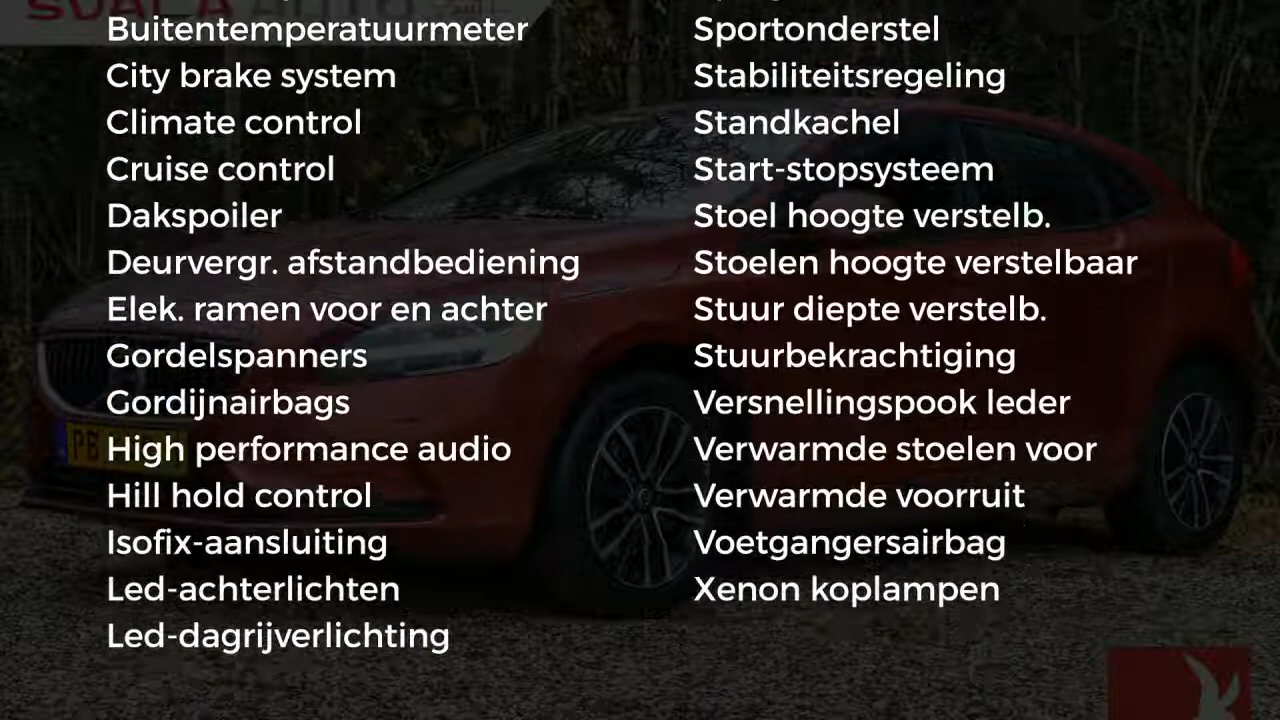 Buitentemperatuurmeter
City brake system
Climate control
Cruise control
Dakspoiler
Deurvergr. afstandbediening
Elek. ramen voor en achter
Gordelspanners
Gordijnairbags
High performance audio
Hill hold control
Isofix-aansluiting
Led-achterlichten
Led-dagrijverlichting
Sportonderstel
Stabiliteitsregeling
Standkachel
Start-stopsysteem
Stoel hoogte verstelb.
Stoelen hoogte verstelbaar
Stuur diepte verstelb.
Stuurbekrachtiging
Versnellingspook leder
Verwarmde stoelen voor
Verwarmde voorruit
Voetgangersairbag
Xenon koplampen